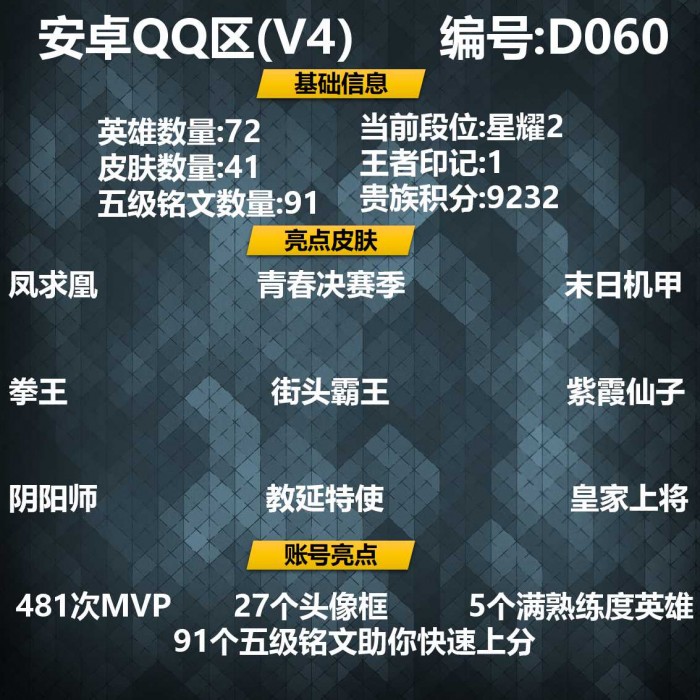 安卓QQ区(V4) 编号:D060
基础信息
英雄数量:72 当前段位:星耀2
皮肤数量:41 王者印记:1
五级铭文数量:91 贵族积分:9232
亮点皮肤
凤求凰 青春决赛季 末日机甲
拳王 街头霸王 紫霞仙子
阴阳师 教延特使 皇家上将
账号亮点
481次MVP 27个头像框 5个满熟练度英雄
91个五级铭文助你快速上分